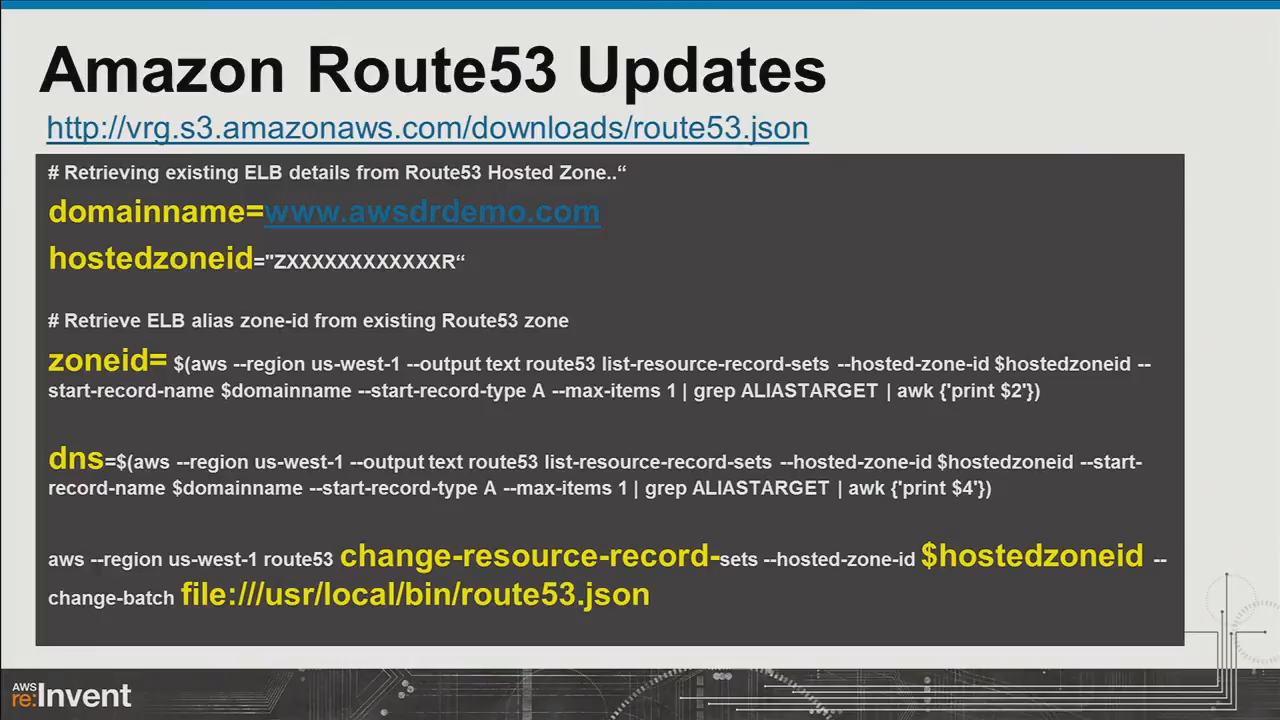 Amazon Route53 Updates
http://vrg.s3.amazonaws.com/downloads/route53.json
# Retrieving existing ELB details from Route53 Hosted Zone..“
domainname=www.awsdrdemo.com
hostedzoneid="ZXXXXXXXXXXXXR“
# Retrieve ELB alias zone-id from existing Route53 zone
zoneid= $(aws --region us-west-1 --output text route53 list-resource-record-sets --hosted-zone-id $hostedzoneid --
start-record-name $domainname --start-record-type A --max-items 1 | grep ALIASTARGET | awk {'print $2'})
dns=$(aws --region us-west-1 --output text route53 list-resource-record-sets --hosted-zone-id $hostedzoneid --start-
record-name $domainname --start-record-type A --max-items 1 | grep ALIASTARGET | awk {'print $4'})
aws --region us-west-1 route53 change-resource-record-sets --hosted-zone-id $hostedzoneid --
change-batch file:///usr/local/bin/route53.json
AWS
re:Invent